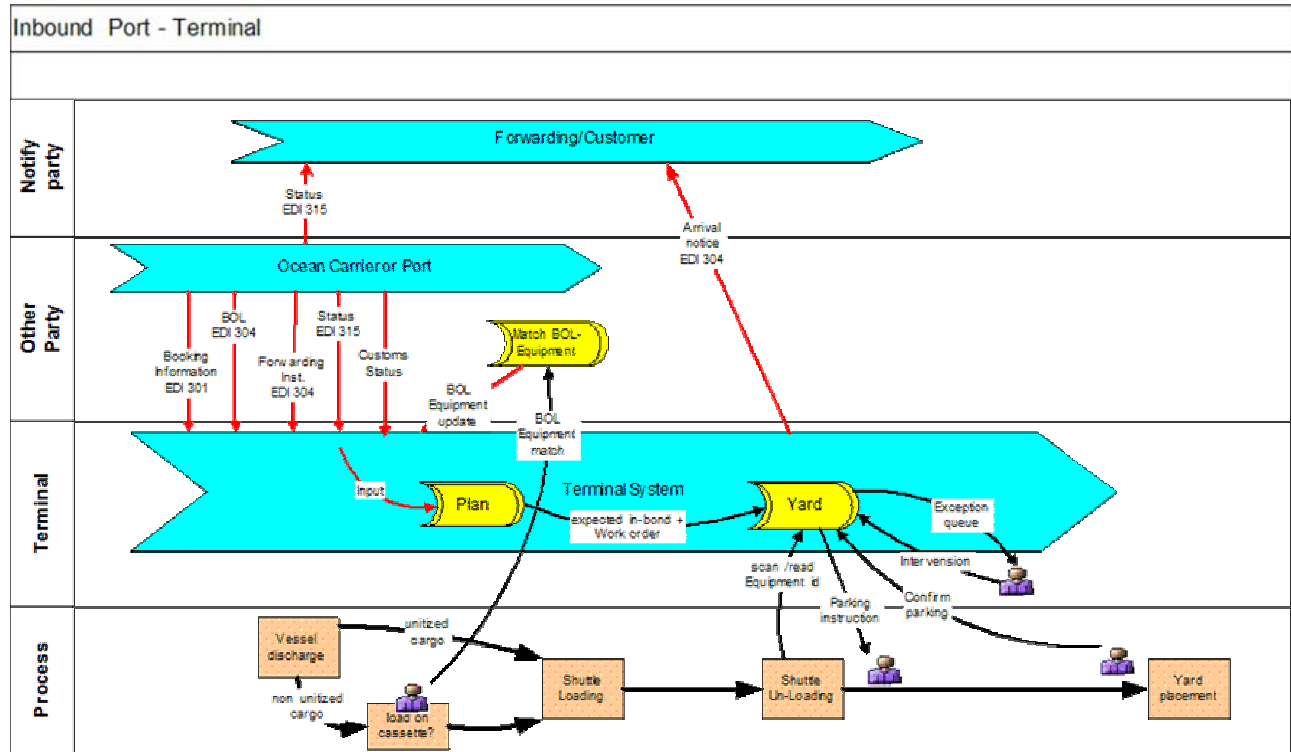 Inbound Port - Terminal
Notify
party
Forwarding/Customer
Status
EDI 315
Arrival
notice
EDI 304
Other
Party
Ocean Carrieror Port
Booking
Information
EDI 301
BOL
EDI 304
Forwarding
Inst.
EDI 304
Status
EDI 315
Customs
Status
Match BOL-
Equipment
BOL
Equipment
update
BOL
Equipment
match
Terminal
Input
Plan
Terminal System
expected in-bond +
Work order
Yard
Exception
queue
Intervension
scan /read
Equipment id
Parking
instruction
Confirm
parking
Process
Vessel
discharge
unitized
cargo
non unitized
cargo
load on
cassette?
Shuttle
Loading
Shuttle
Un-Loading
Yard
placement